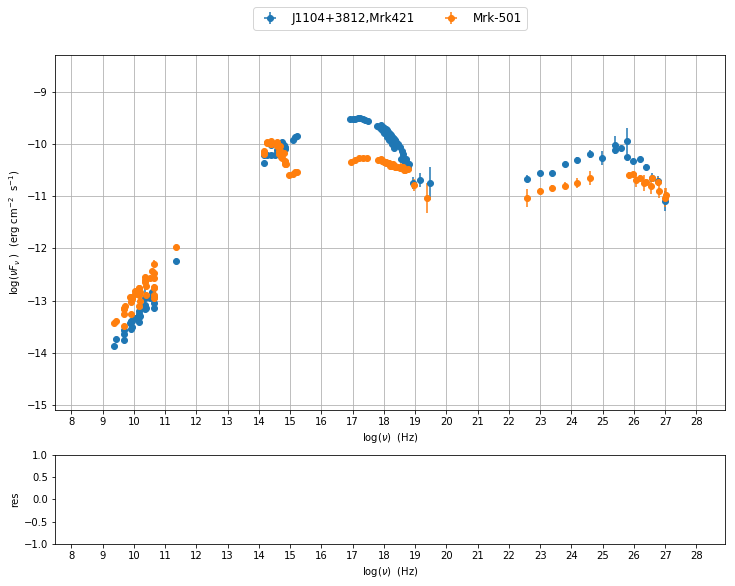 J1104+3812,Mrk421 Mrk-501
−9
−10
−11
−12
−13
−14
−15
log(νFν ) (erg cm⁻² s⁻¹)
8 9 10 11 12 13 14 15 16 17 18 19 20 21 22 23 24 25 26 27 28
log(ν) (Hz)
1.0
0.5
0.0
−0.5
−1.0
res
8 9 10 11 12 13 14 15 16 17 18 19 20 21 22 23 24 25 26 27 28
log(ν) (Hz)